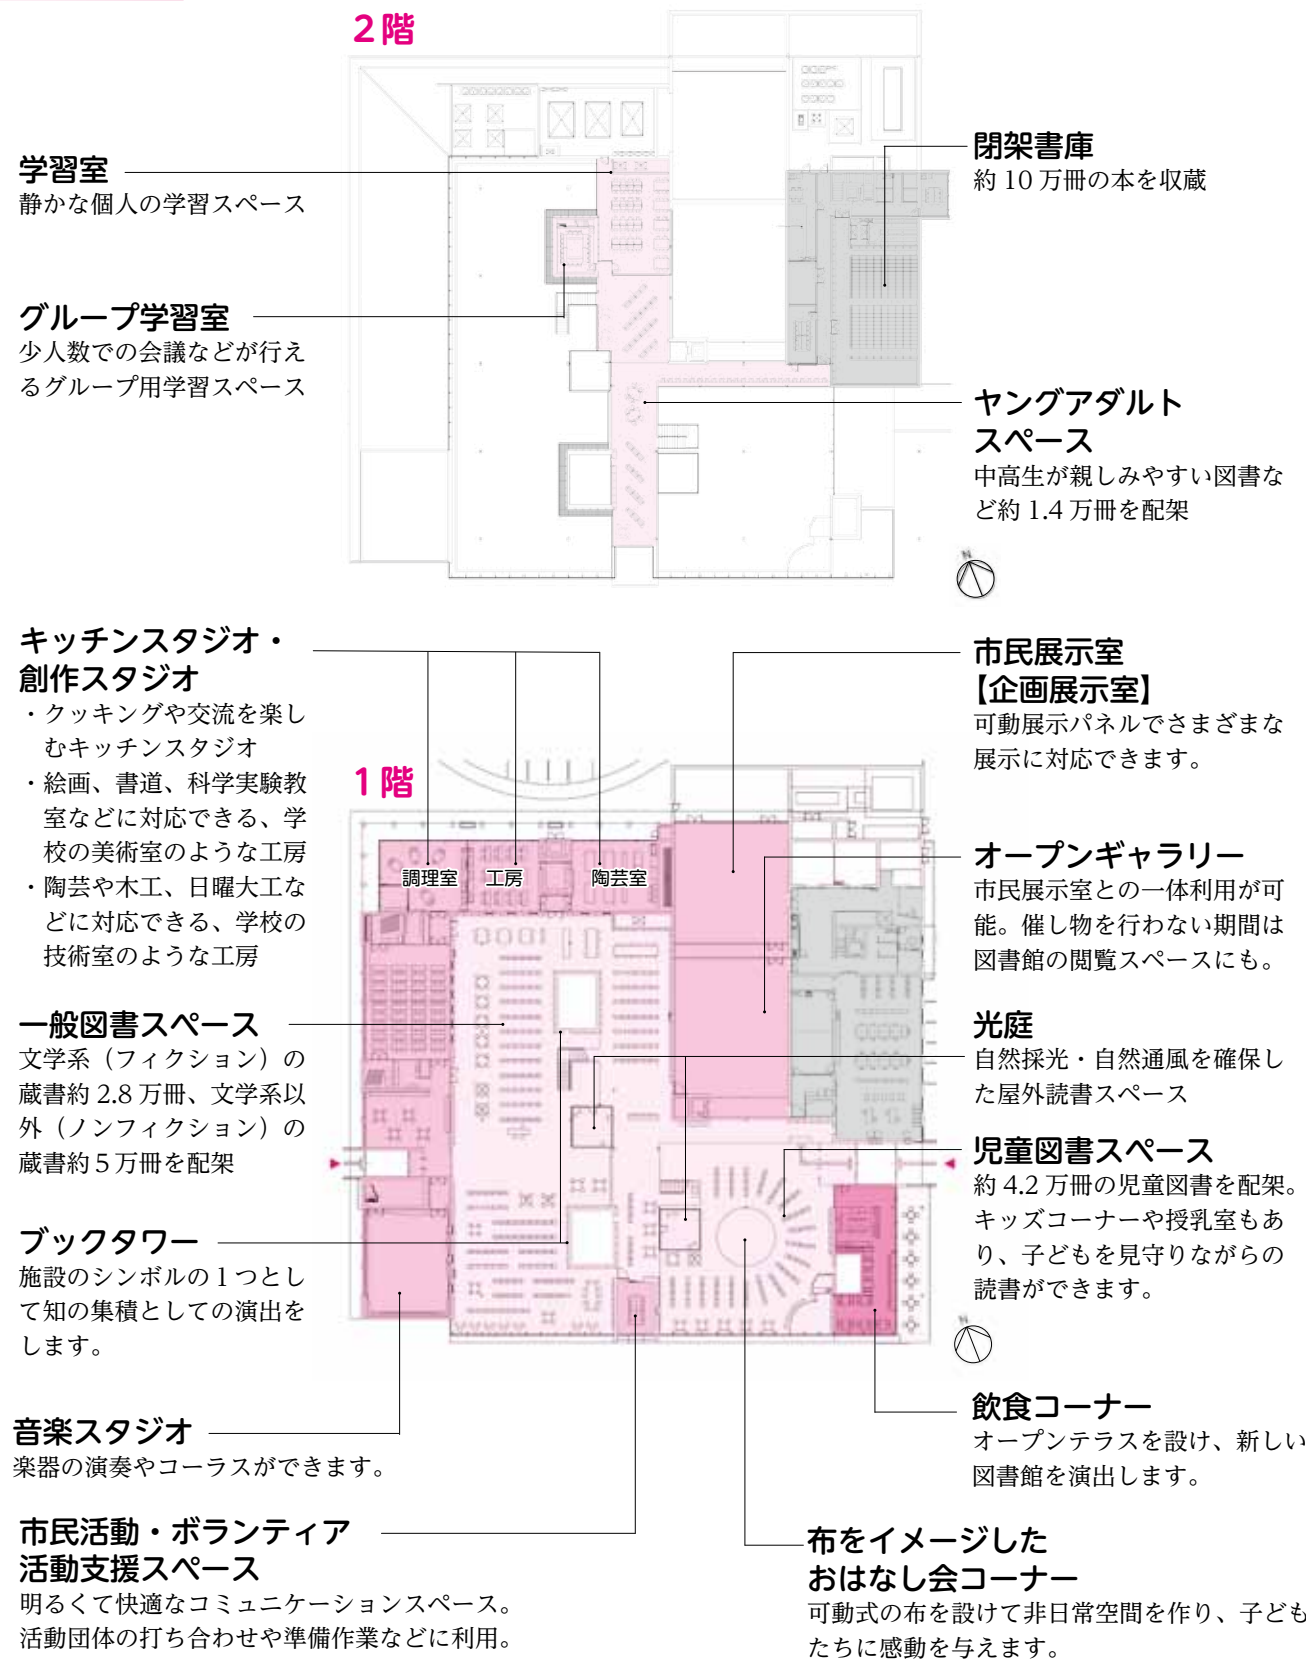 2階
学習室
静かな個人の学習スペース
グループ学習室
少人数での会議などが行え
るグループ用学習スペース
閉架書庫
約 10 万冊の本を収蔵
ヤングアダルト
スペース
中高生が親しみやすい図書な
ど約 1.4 万冊を配架
N
キッチンスタジオ・
創作スタジオ
・クッキングや交流を楽し
むキッチンスタジオ
・絵画、書道、科学実験教
室などに対応できる、学
校の美術室のような工房
・陶芸や木工、日曜大工な
どに対応できる、学校の
技術室のような工房
一般図書スペース
文学系（フィクション）の
蔵書約 2.8 万冊、文学系以
外（ノンフィクション）の
蔵書約５万冊を配架
ブックタワー
施設のシンボルの１つとし
て知の集積としての演出を
します。
音楽スタジオ
楽器の演奏やコーラスができます。
市民活動・ボランティア
活動支援スペース
明るくて快適なコミュニケーションスペース。
活動団体の打ち合わせや準備作業などに利用。
1階
調理室
工房
陶芸室
市民展示室
【企画展示室】
可動展示パネルでさまざまな
展示に対応できます。
オープンギャラリー
市民展示室との一体利用が可
能。催し物を行わない期間は
図書館の閲覧スペースにも。
光庭
自然採光・自然通風を確保し
た屋外読書スペース
児童図書スペース
約 4.2 万冊の児童図書を配架。
キッズコーナーや授乳室もあ
り、子どもを見守りながらの
読書ができます。
N
飲食コーナー
オープンテラスを設け、新しい
図書館を演出します。
布をイメージした
おはなし会コーナー
可動式の布を設けて非日常空間を作り、子ども
たちに感動を与えます。